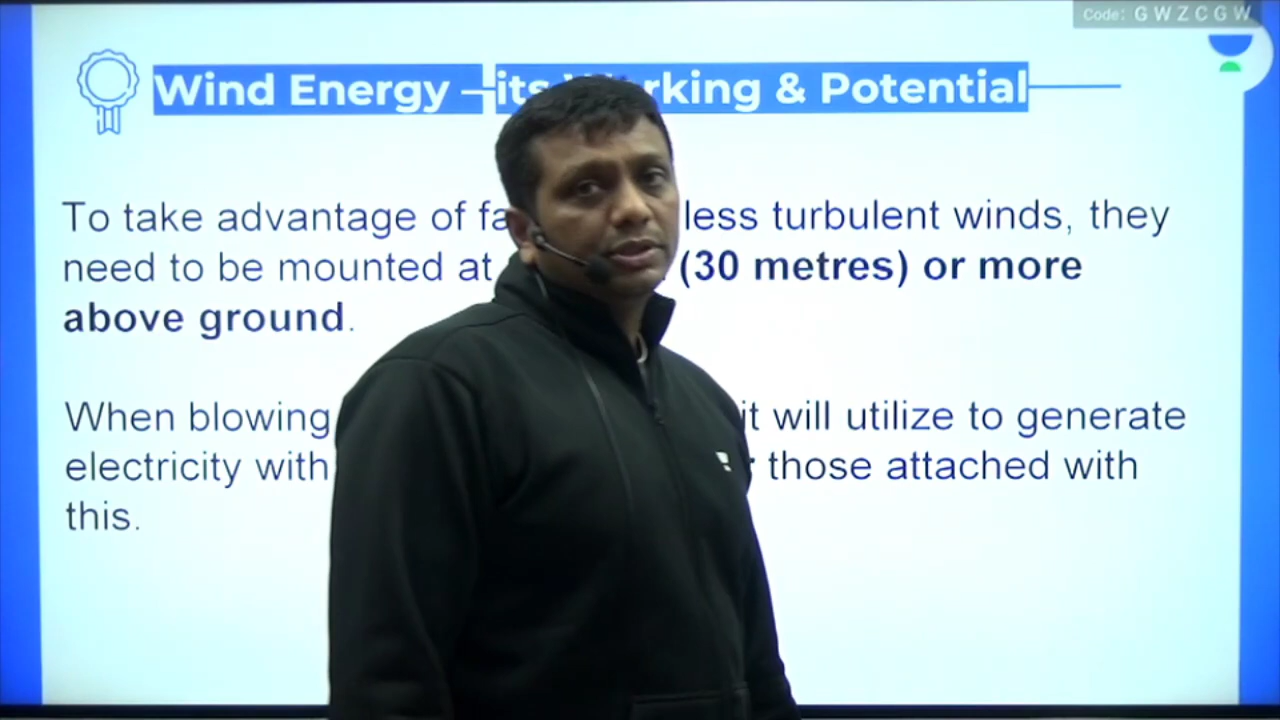 Code: G W Z C G W
Wind Energy – its Working & Potential
To take advantage of less turbulent winds, they
need to be mounted at (30 metres) or more
above ground.
When blowing it will utilize to generate
electricity with those attached with
this.